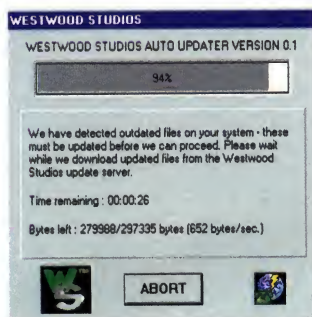 WESTWOOD STUDIOS
WESTWOOD STUDIOS AUTO UPDATER VERSION 0.1
94%
We have detected outdated files on your system - these
must be updated before we can proceed. Please wait
while we download updated files from the Westwood
Studios update server.
Time remaining : 00:00:26
Bytes left : 279988/297335 bytes (652 bytes/sec.)
WS
ABORT